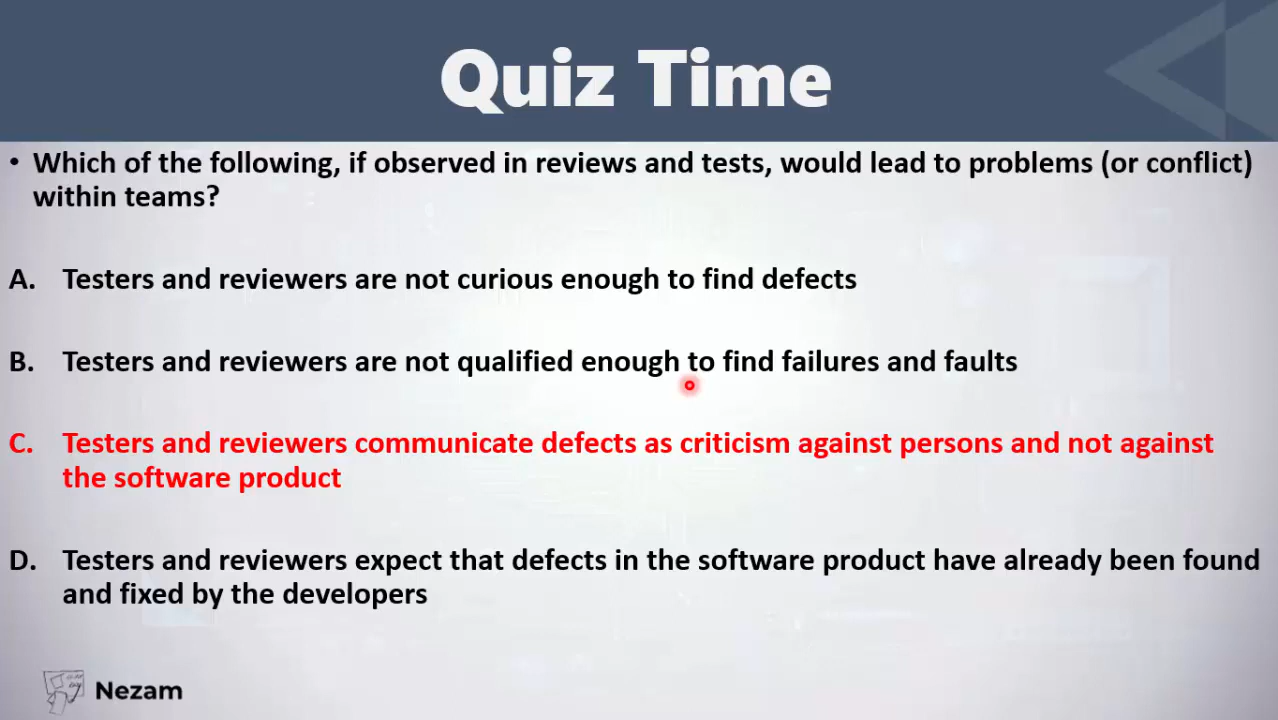 Quiz Time
• Which of the following, if observed in reviews and tests, would lead to problems (or conflict)
within teams?
A. Testers and reviewers are not curious enough to find defects
B. Testers and reviewers are not qualified enough to find failures and faults
C. Testers and reviewers communicate defects as criticism against persons and not against
the software product
D. Testers and reviewers expect that defects in the software product have already been found
and fixed by the developers
Nezam